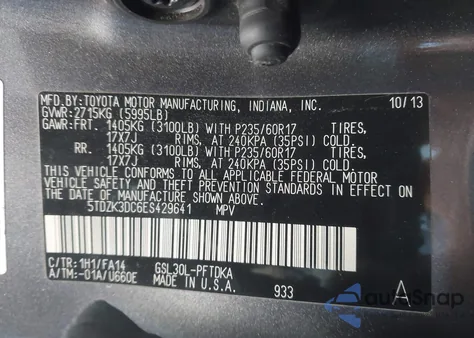 MFD.BY:TOYOTA MOTOR MANUFACTURING, INDIANA, INC. 10/13
GVWR:2715KG (5995LB)
GAWR:FRT. 1405KG (3100LB) WITH P235/60R17 TIRES,
17X7J RIMS, AT 240KPA (35PSI) COLD.
RR. 1405KG (3100LB) WITH P235/60R17 TIRES,
17X7J RIMS, AT 240KPA (35PSI) COLD.
THIS VEHICLE CONFORMS TO ALL APPLICABLE FEDERAL MOTOR
VEHICLE SAFETY, BUMPER, AND THEFT PREVENTION STANDARDS
IN EFFECT ON THE DATE OF MANUFACTURE SHOWN ABOVE.
5TDZK3DC6ES429641 MPV
C/TR:1H1/FA14 GSL30L-PFTDKA
A/TM:-01A/U660E MADE IN U.S.A. 933 A
AutoSnap